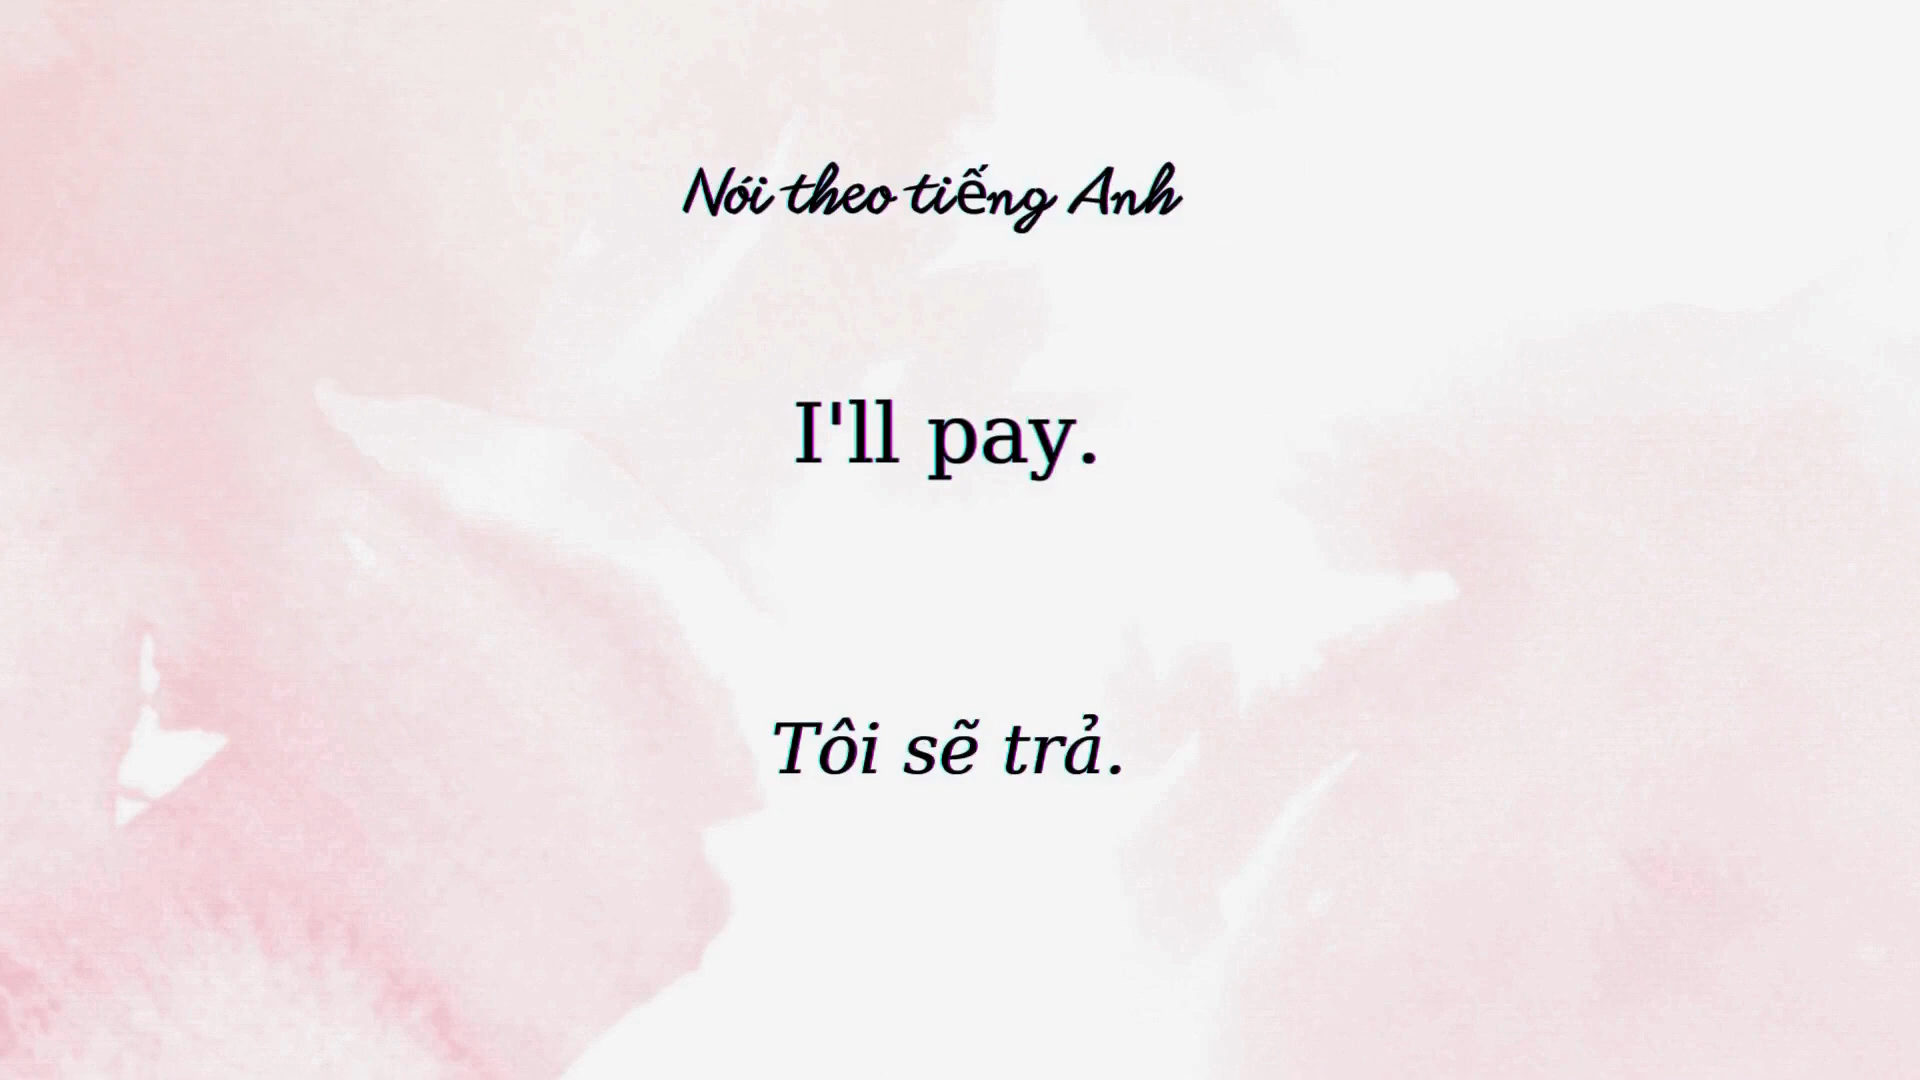 Nói theo tiếng Anh
I'll pay.
Tôi sẽ trả.